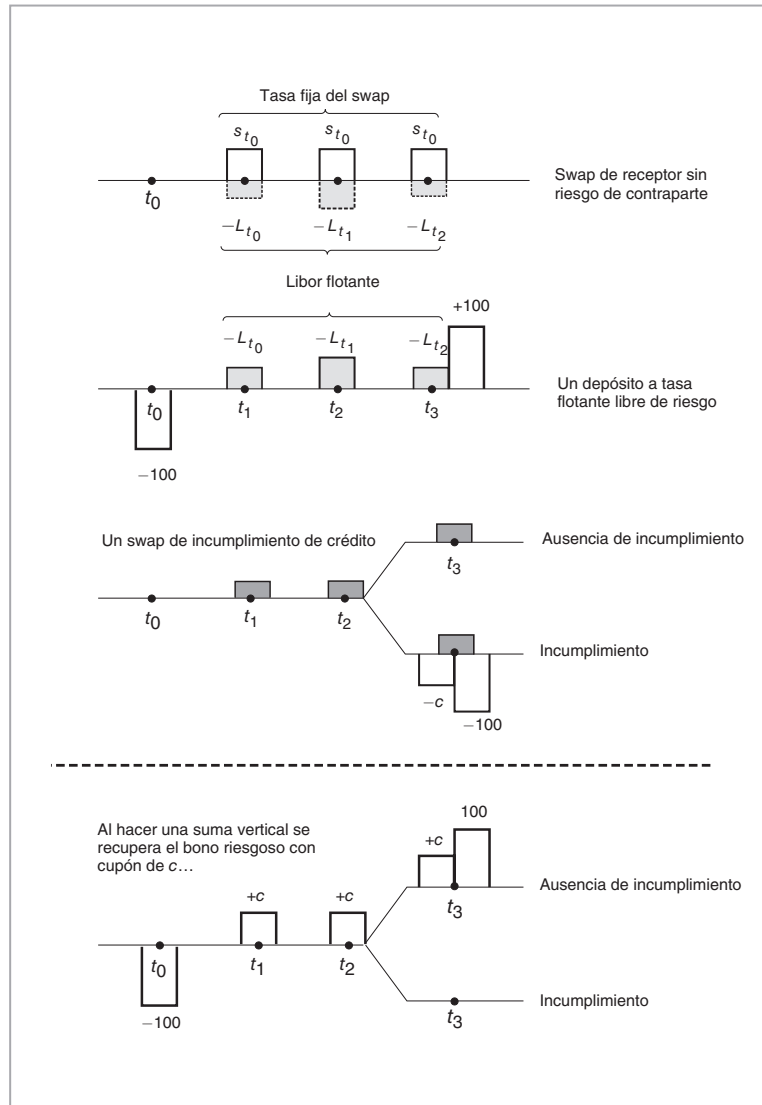 Tasa fija del swap
s_{t_0} s_{t_0} s_{t_0}
t_0
Swap de receptor sin
riesgo de contraparte
−L_{t_0} −L_{t_1} −L_{t_2}
Libor flotante
+100
−L_{t_0} −L_{t_1} −L_{t_2}
t_0 t_1 t_2 t_3
Un depósito a tasa
flotante libre de riesgo
−100
Un swap de incumplimiento de crédito
Ausencia de incumplimiento
t_3
t_0 t_1 t_2
Incumplimiento
−c
−100
100
Al hacer una suma vertical se
recupera el bono riesgoso con
cupón de c…
+c
Ausencia de incumplimiento
+c +c
t_3
t_0 t_1 t_2
−100
Incumplimiento
t_3